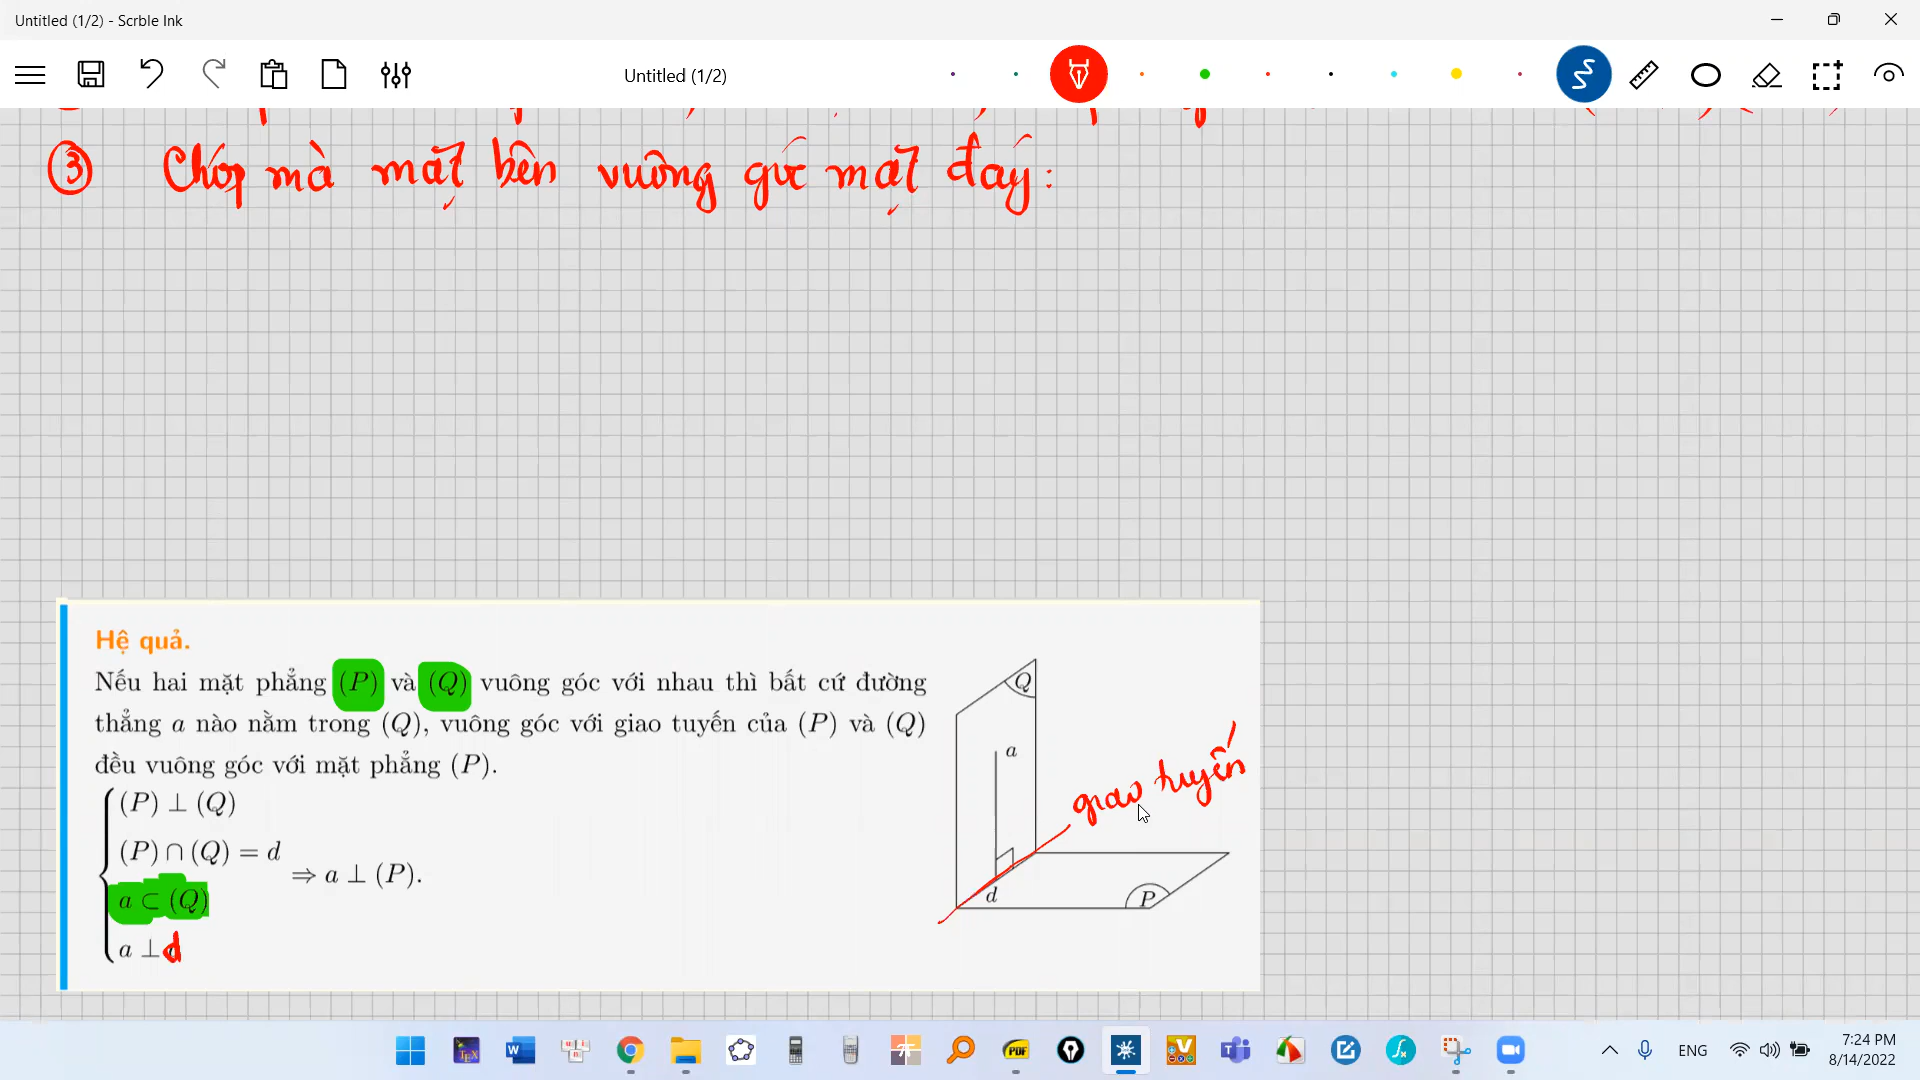 Untitled (1/2) - Scrble Ink
Untitled (1/2)
③ Chóp mà mặt bên vuông góc mặt đáy:
Hệ quả.
Nếu hai mặt phẳng (P) và (Q) vuông góc với nhau thì bất cứ đường
thẳng a nào nằm trong (Q), vuông góc với giao tuyến của (P) và (Q)
đều vuông góc với mặt phẳng (P).
(P) ⊥ (Q)
(P) ∩ (Q) = d
⇒ a ⊥ (P).
a ⊂ (Q)
a ⊥ d
Q
a
giao tuyến
d
P
ENG
7:24 PM
8/14/2022